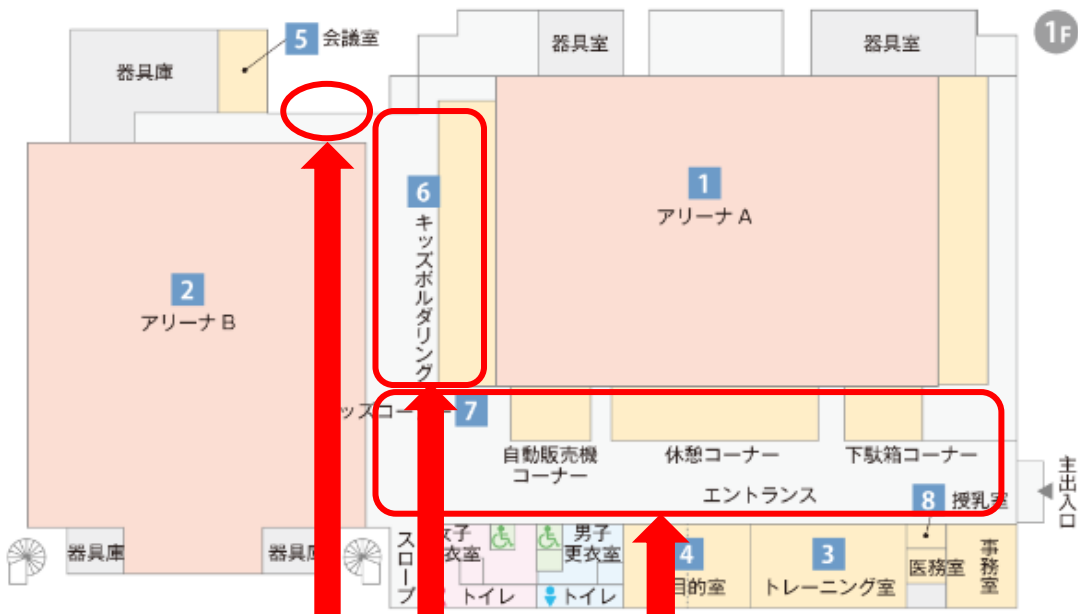 1F
5 会議室
器具室
器具室
器具庫
6
キッズボルダリング
1
アリーナ A
2
アリーナ B
ッズコー
7
自動販売機
コーナー
休憩コーナー
下駄箱コーナー
エントランス
主出入口
8 授乳室
器具庫
器具庫
スロープ
女子
更衣室
男子
更衣室
トイレ
トイレ
4
目的室
3
トレーニング室
医務室
事務室